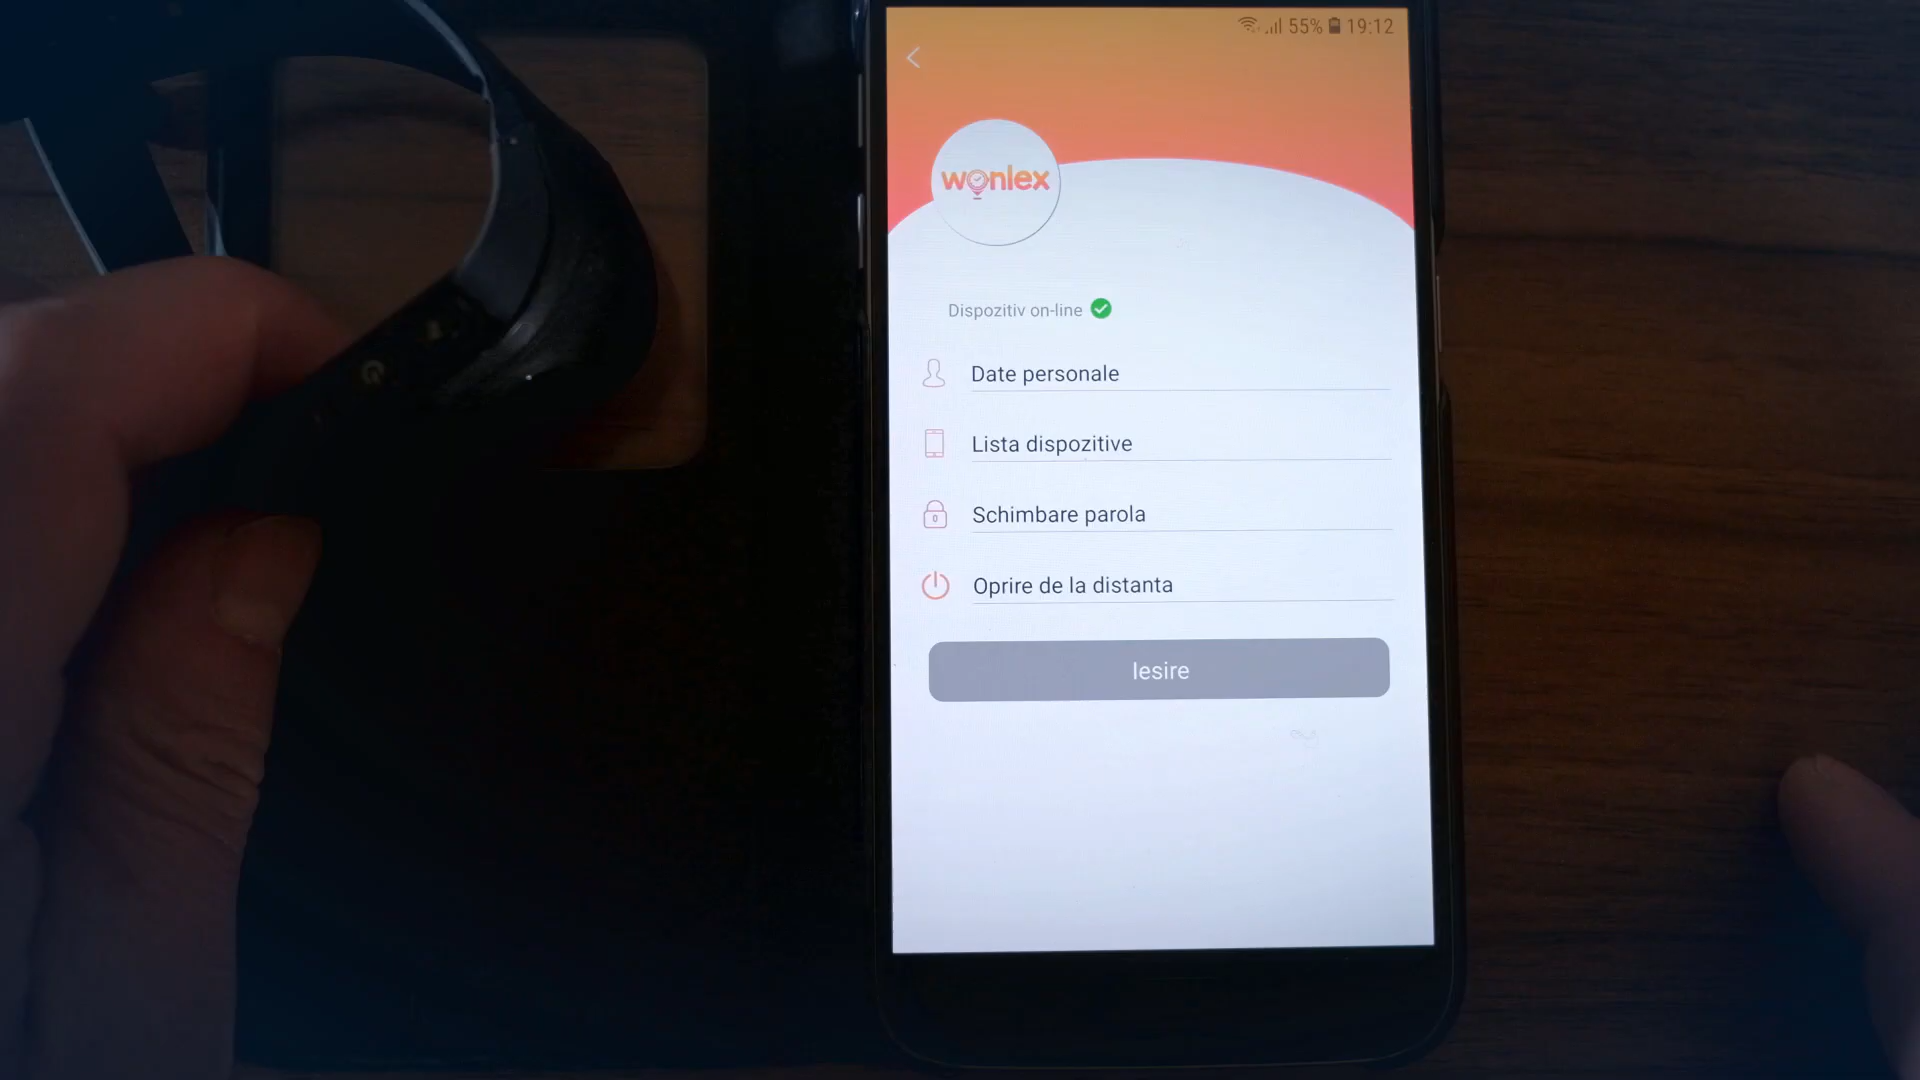 55% 19:12
wonlex
Dispozitiv on-line
Date personale
Lista dispozitive
Schimbare parola
Oprire de la distanta
Iesire